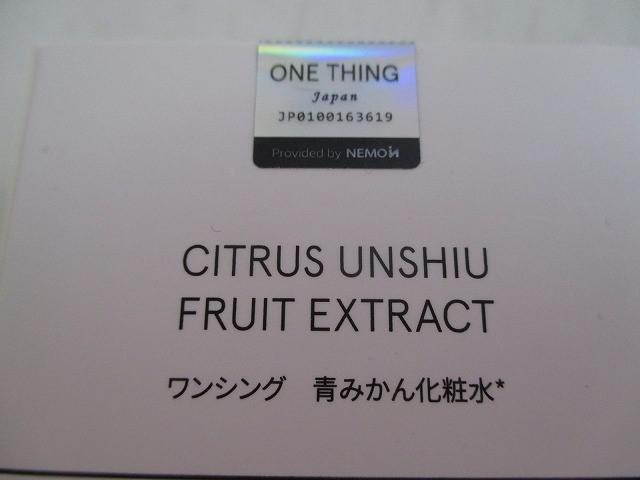 ONE THING
Japan
JP0100163619
Provided by NEMOIN
CITRUS UNSHIU
FRUIT EXTRACT
ワンシング 青みかん化粧水*